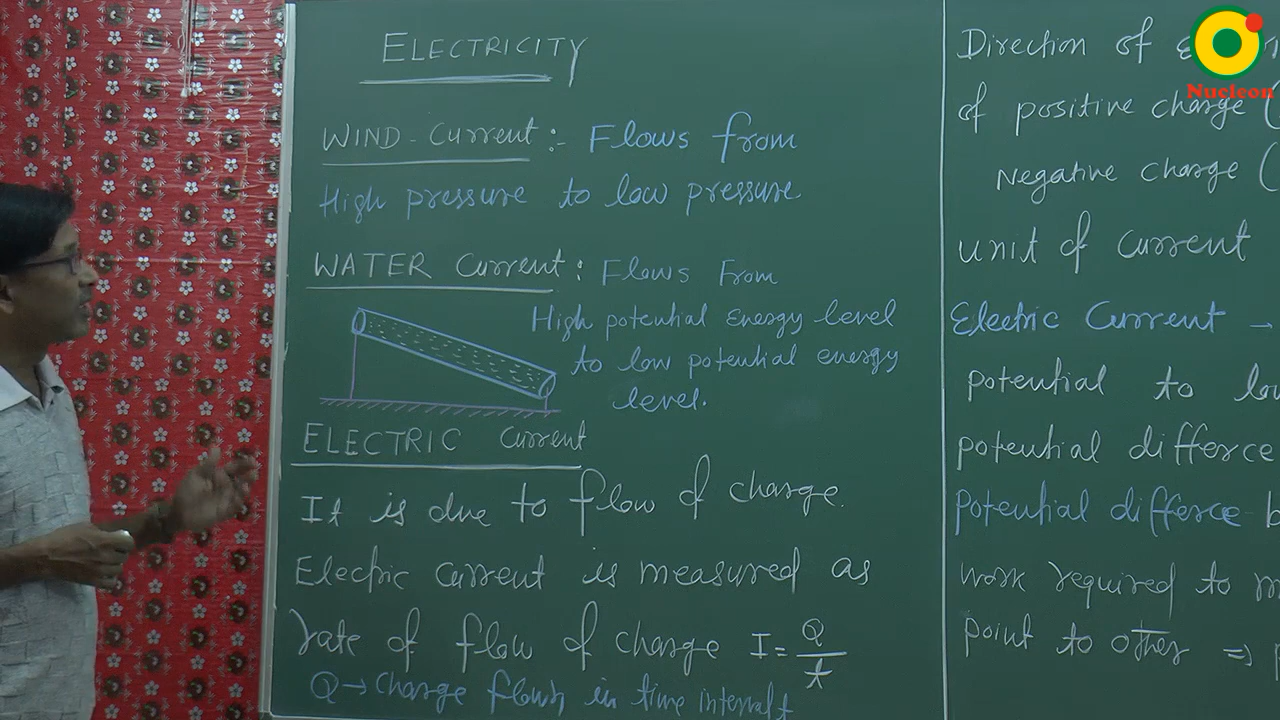 ELECTRICITY
WIND-Current :- Flows from
High pressure to low pressure
WATER Current : Flows From
High potential Energy level
to low potential energy
level.
ELECTRIC Current
It is due to flow of charge.
Electric current is measured as
rate of flow of charge I = Q/t
Q → charge flows in time interval t
Direction of
of positive charge (
Negative charge (
unit of current
Electric Current →
potential to
potential differce
potential differce
work required to
point to other ⇒
Nucleon